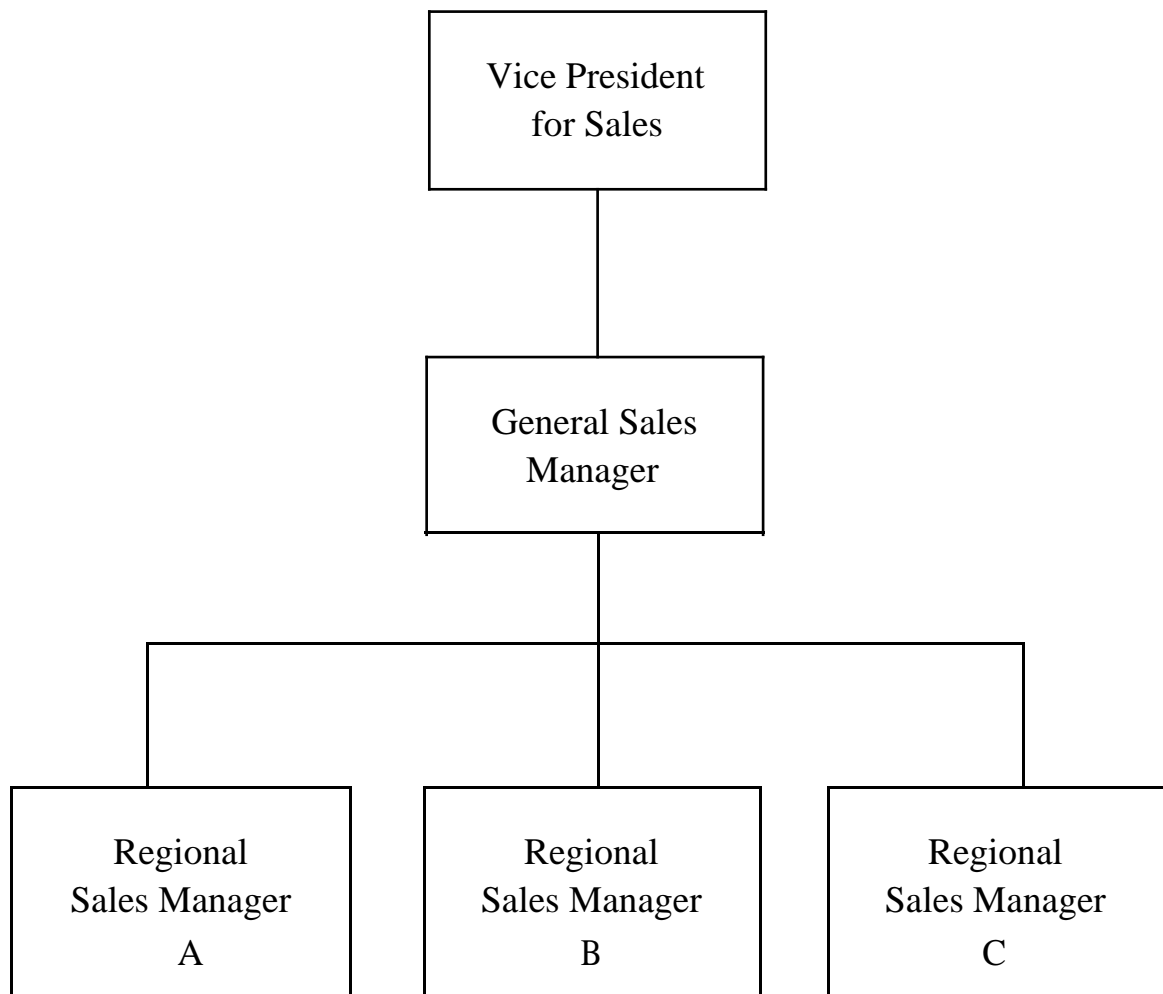 Vice President
for Sales
General Sales
Manager
Regional
Sales Manager
A
Regional
Sales Manager
B
Regional
Sales Manager
C